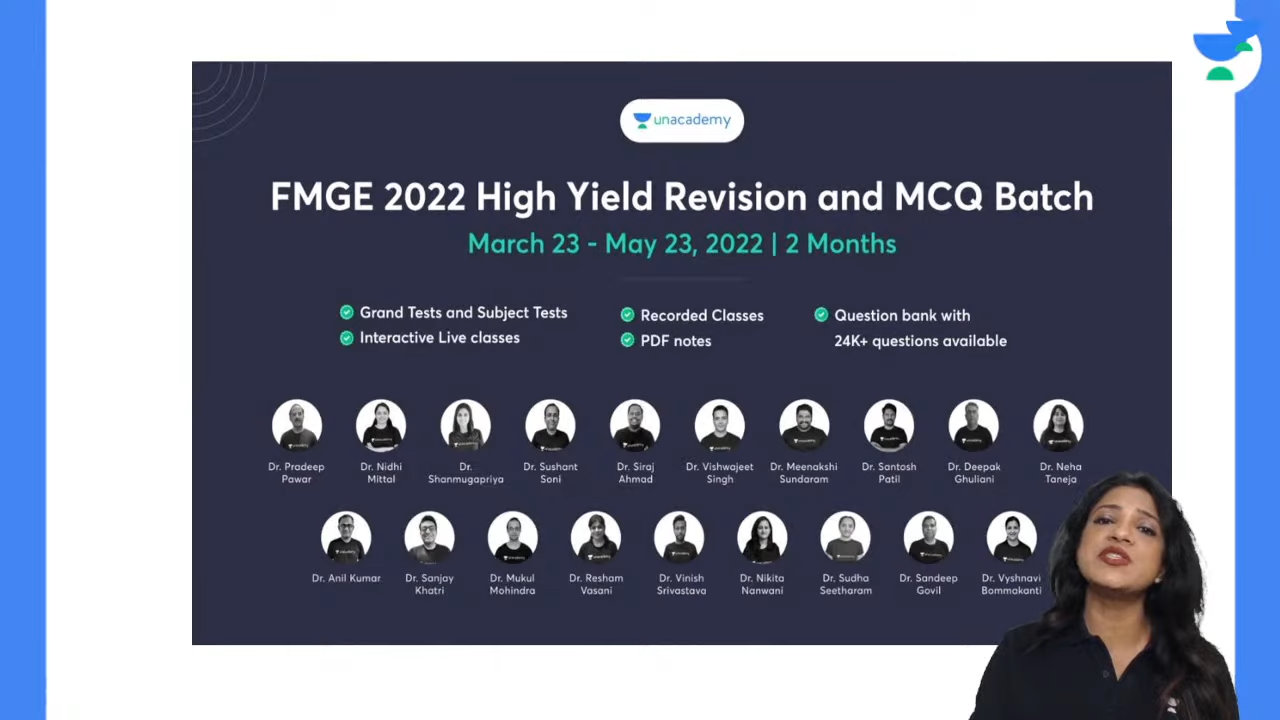 unacademy
FMGE 2022 High Yield Revision and MCQ Batch
March 23 - May 23, 2022 | 2 Months
Grand Tests and Subject Tests
Interactive Live classes
Recorded Classes
PDF notes
Question bank with
24K+ questions available
Dr. Pradeep
Pawar
Dr. Nidhi
Mittal
Dr.
Shanmugapriya
Dr. Sushant
Soni
Dr. Siraj
Ahmad
Dr. Vishwajeet
Singh
Dr. Meenakshi
Sundaram
Dr. Santosh
Patil
Dr. Deepak
Ghuliani
Dr. Neha
Taneja
Dr. Anil Kumar
Dr. Sanjay
Khatri
Dr. Mukul
Mohindra
Dr. Resham
Vasani
Dr. Vinish
Srivastava
Dr. Nikita
Nanwani
Dr. Sudha
Seetharam
Dr. Sandeep
Govil
Dr. Vyshnavi
Bommakanti